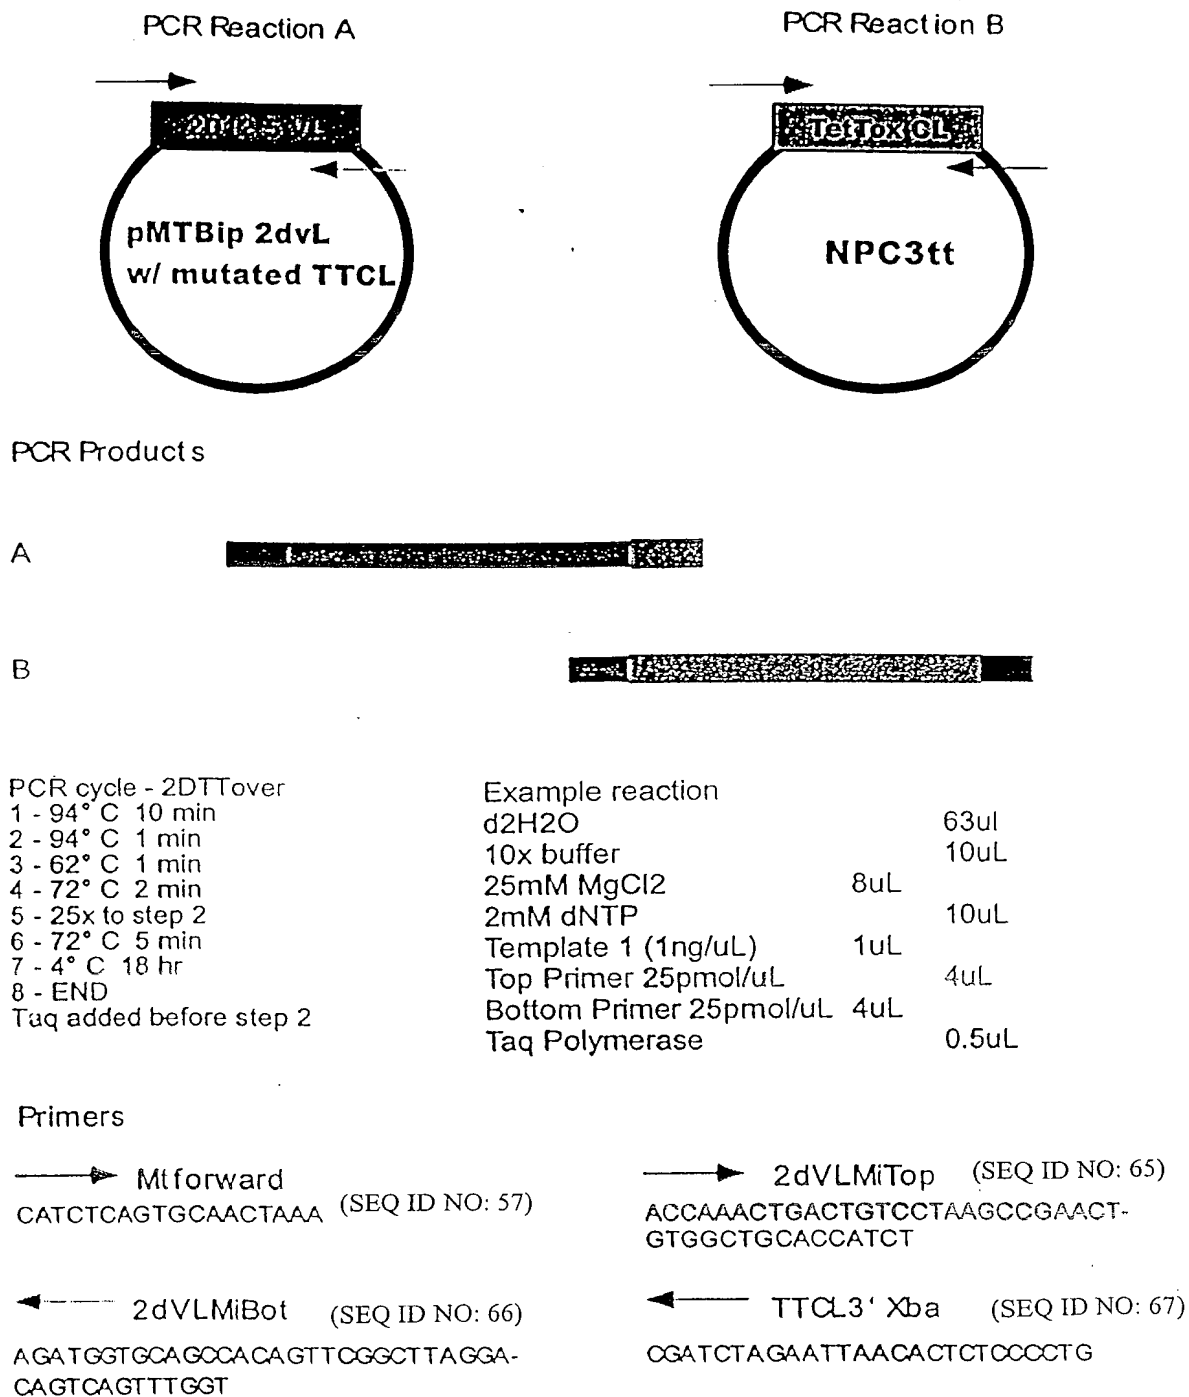 PCR Reaction A
PCR Reaction B
2D12.5 VL
TetTox CL
pMTBip 2dvL
w/ mutated TTCL
NPC3tt
PCR Products
A
B
PCR cycle - 2DTTover
1 - 94° C 10 min
2 - 94° C 1 min
3 - 62° C 1 min
4 - 72° C 2 min
5 - 25x to step 2
6 - 72° C 5 min
7 - 4° C 18 hr
8 - END
Taq added before step 2
Example reaction
d2H2O 63ul
10x buffer 10uL
25mM MgCl2 8uL
2mM dNTP 10uL
Template 1 (1ng/uL) 1uL
Top Primer 25pmol/uL 4uL
Bottom Primer 25pmol/uL 4uL
Taq Polymerase 0.5uL
Primers
Mtforward (SEQ ID NO: 57)
CATCTCAGTGCAACTAAA
2dVLMiTop (SEQ ID NO: 65)
ACCAAACTGACTGTCCTAAGCCGAACT-
GTGGCTGCACCATCT
2dVLMiBot (SEQ ID NO: 66)
AGATGGTGCAGCCACAGTTCGGCTTAGGA-
CAGTCAGTTTGGT
TTCL3' Xba (SEQ ID NO: 67)
CGATCTAGAATTAACACTCTCCCCTG